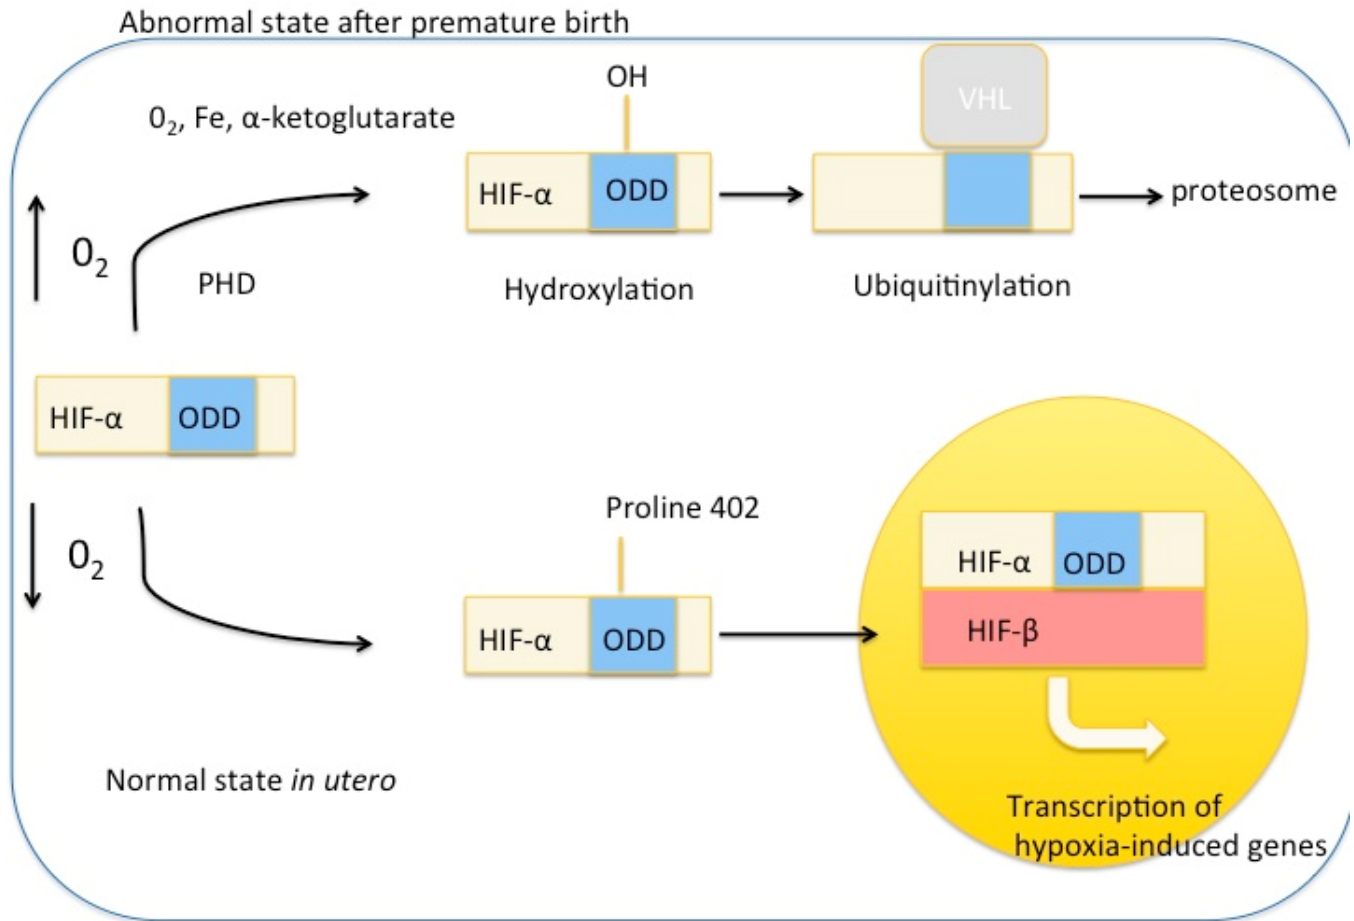 Abnormal state after premature birth
OH
VHL
0₂, Fe, α-ketoglutarate
HIF-α
ODD
proteosome
0₂
PHD
Hydroxylation
Ubiquitinylation
HIF-α
ODD
Proline 402
0₂
HIF-α
ODD
HIF-α
ODD
HIF-β
Normal state in utero
Transcription of
hypoxia-induced genes